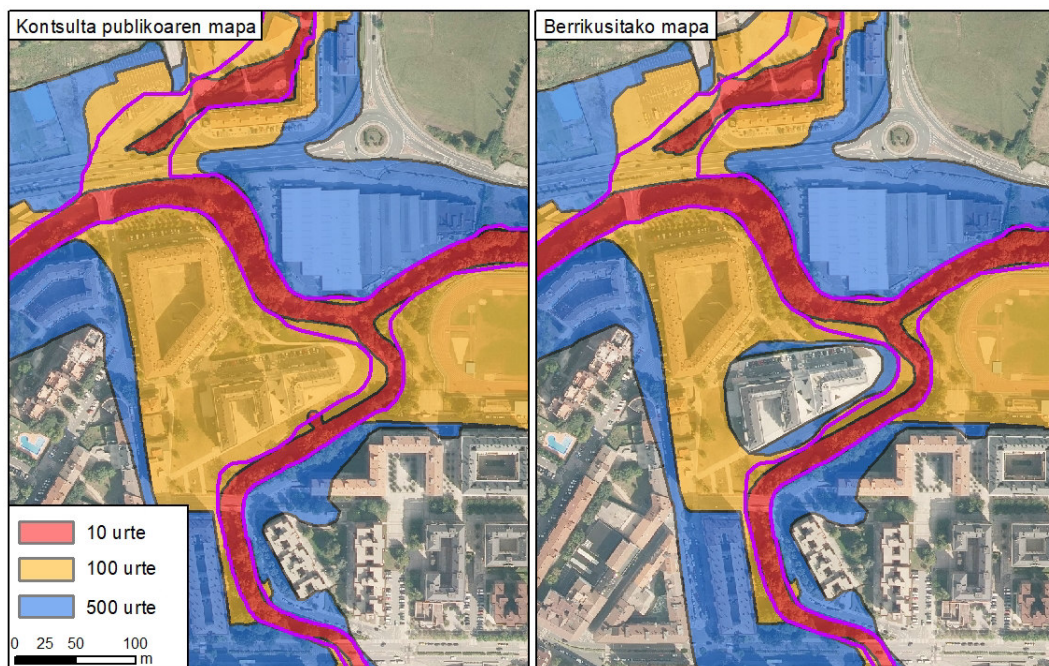 Kontsulta publikoaren mapa
Berrikusitako mapa
10 urte
100 urte
500 urte
0 25 50 100
m